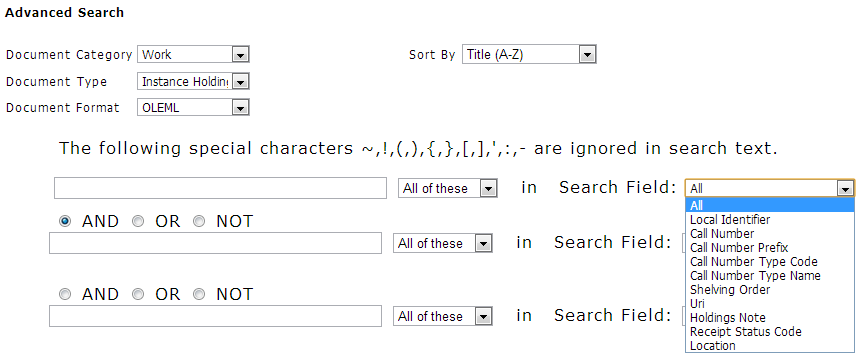 Advanced Search
Document Category Work Sort By Title (A-Z)
Document Type Instance Holding
Document Format OLEML
The following special characters ~,!,(,),{,},[,],',:,- are ignored in search text.
All of these in Search Field: All
All
AND OR NOT
Local Identifier
Call Number
All of these in Search Field:
Call Number Prefix
Call Number Type Code
Call Number Type Name
AND OR NOT
Shelving Order
Uri
All of these in Search Field:
Holdings Note
Receipt Status Code
Location